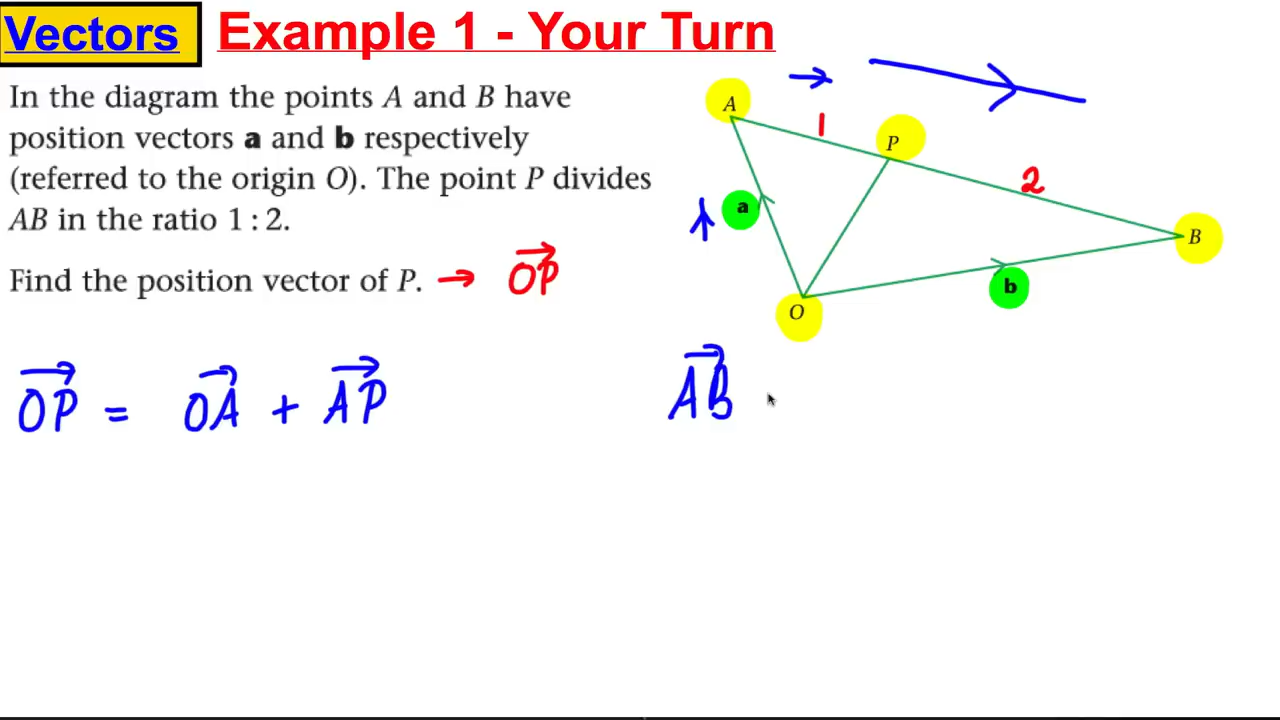 Vectors Example 1 - Your Turn
In the diagram the points A and B have
position vectors a and b respectively
(referred to the origin O). The point P divides
AB in the ratio 1 : 2.
Find the position vector of P. → OP
A
1
P
2
a
B
b
O
OP = OA + AP
AB